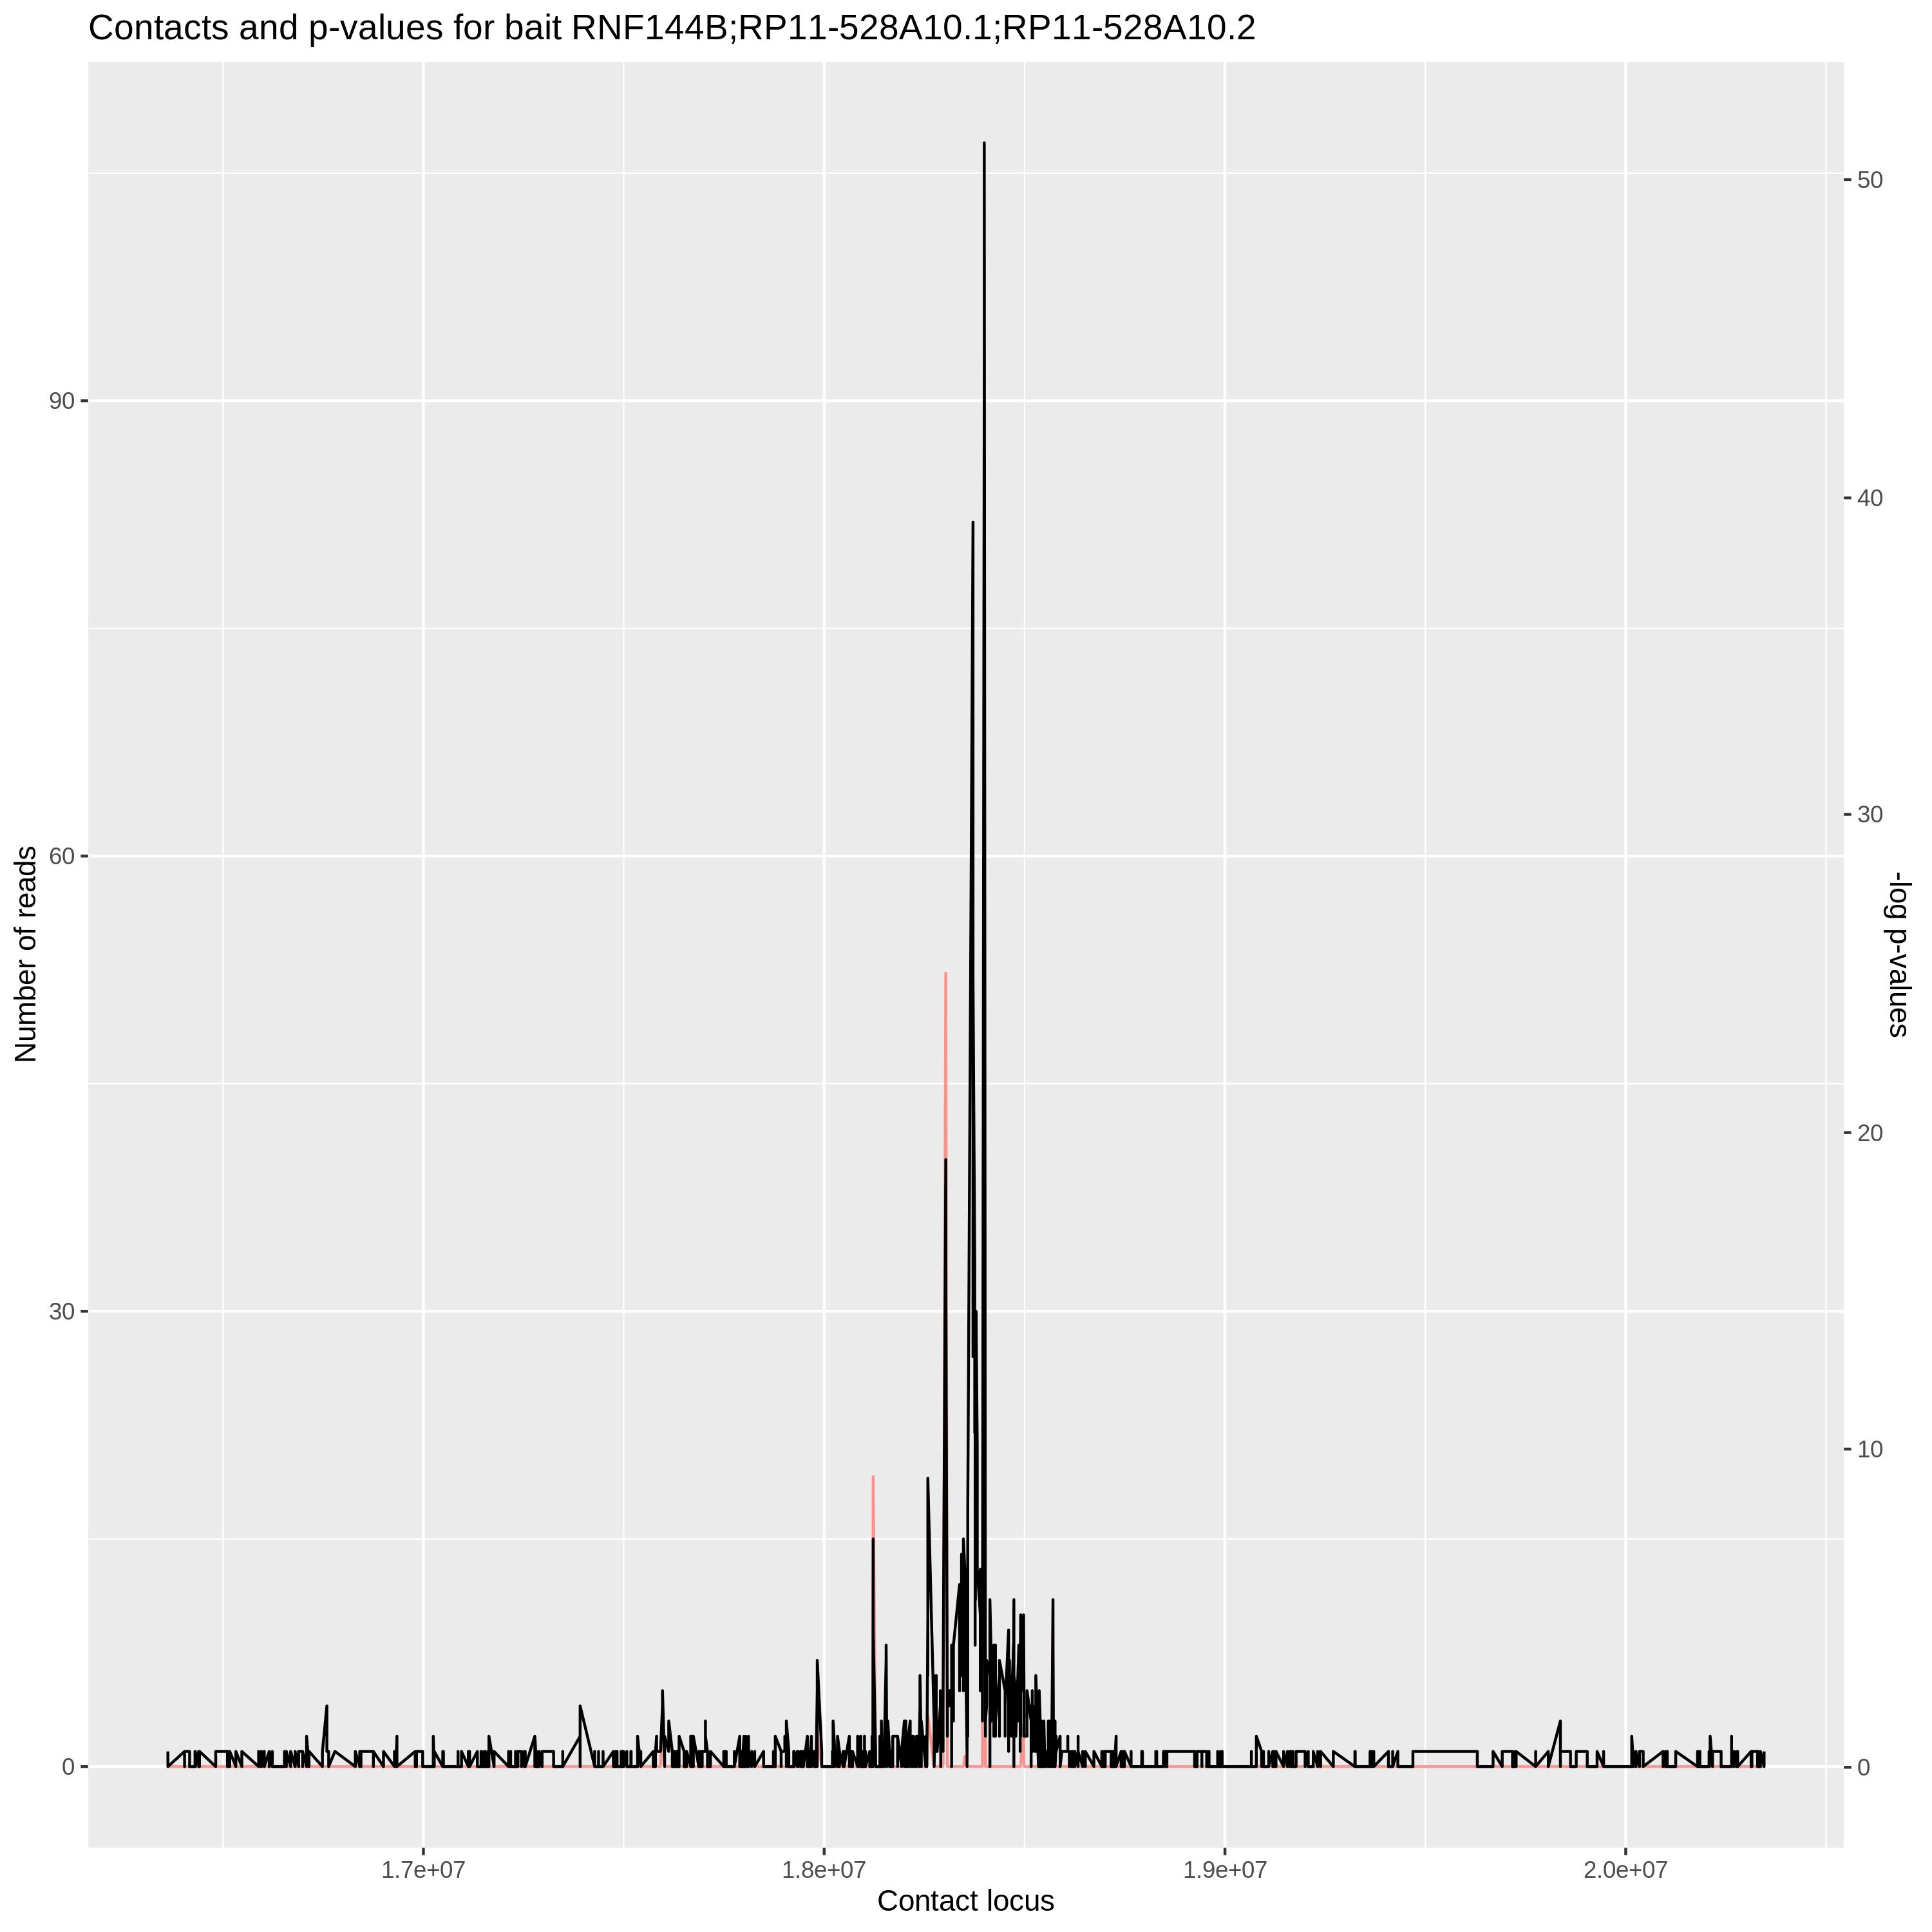 Contacts and p-values for bait RNF144B;RP11-528A10.1;RP11-528A10.2
Number of reads
90
60
30
0
50
40
30
20
10
0
-log p-values
1.7e+07 1.8e+07 1.9e+07 2.0e+07
Contact locus